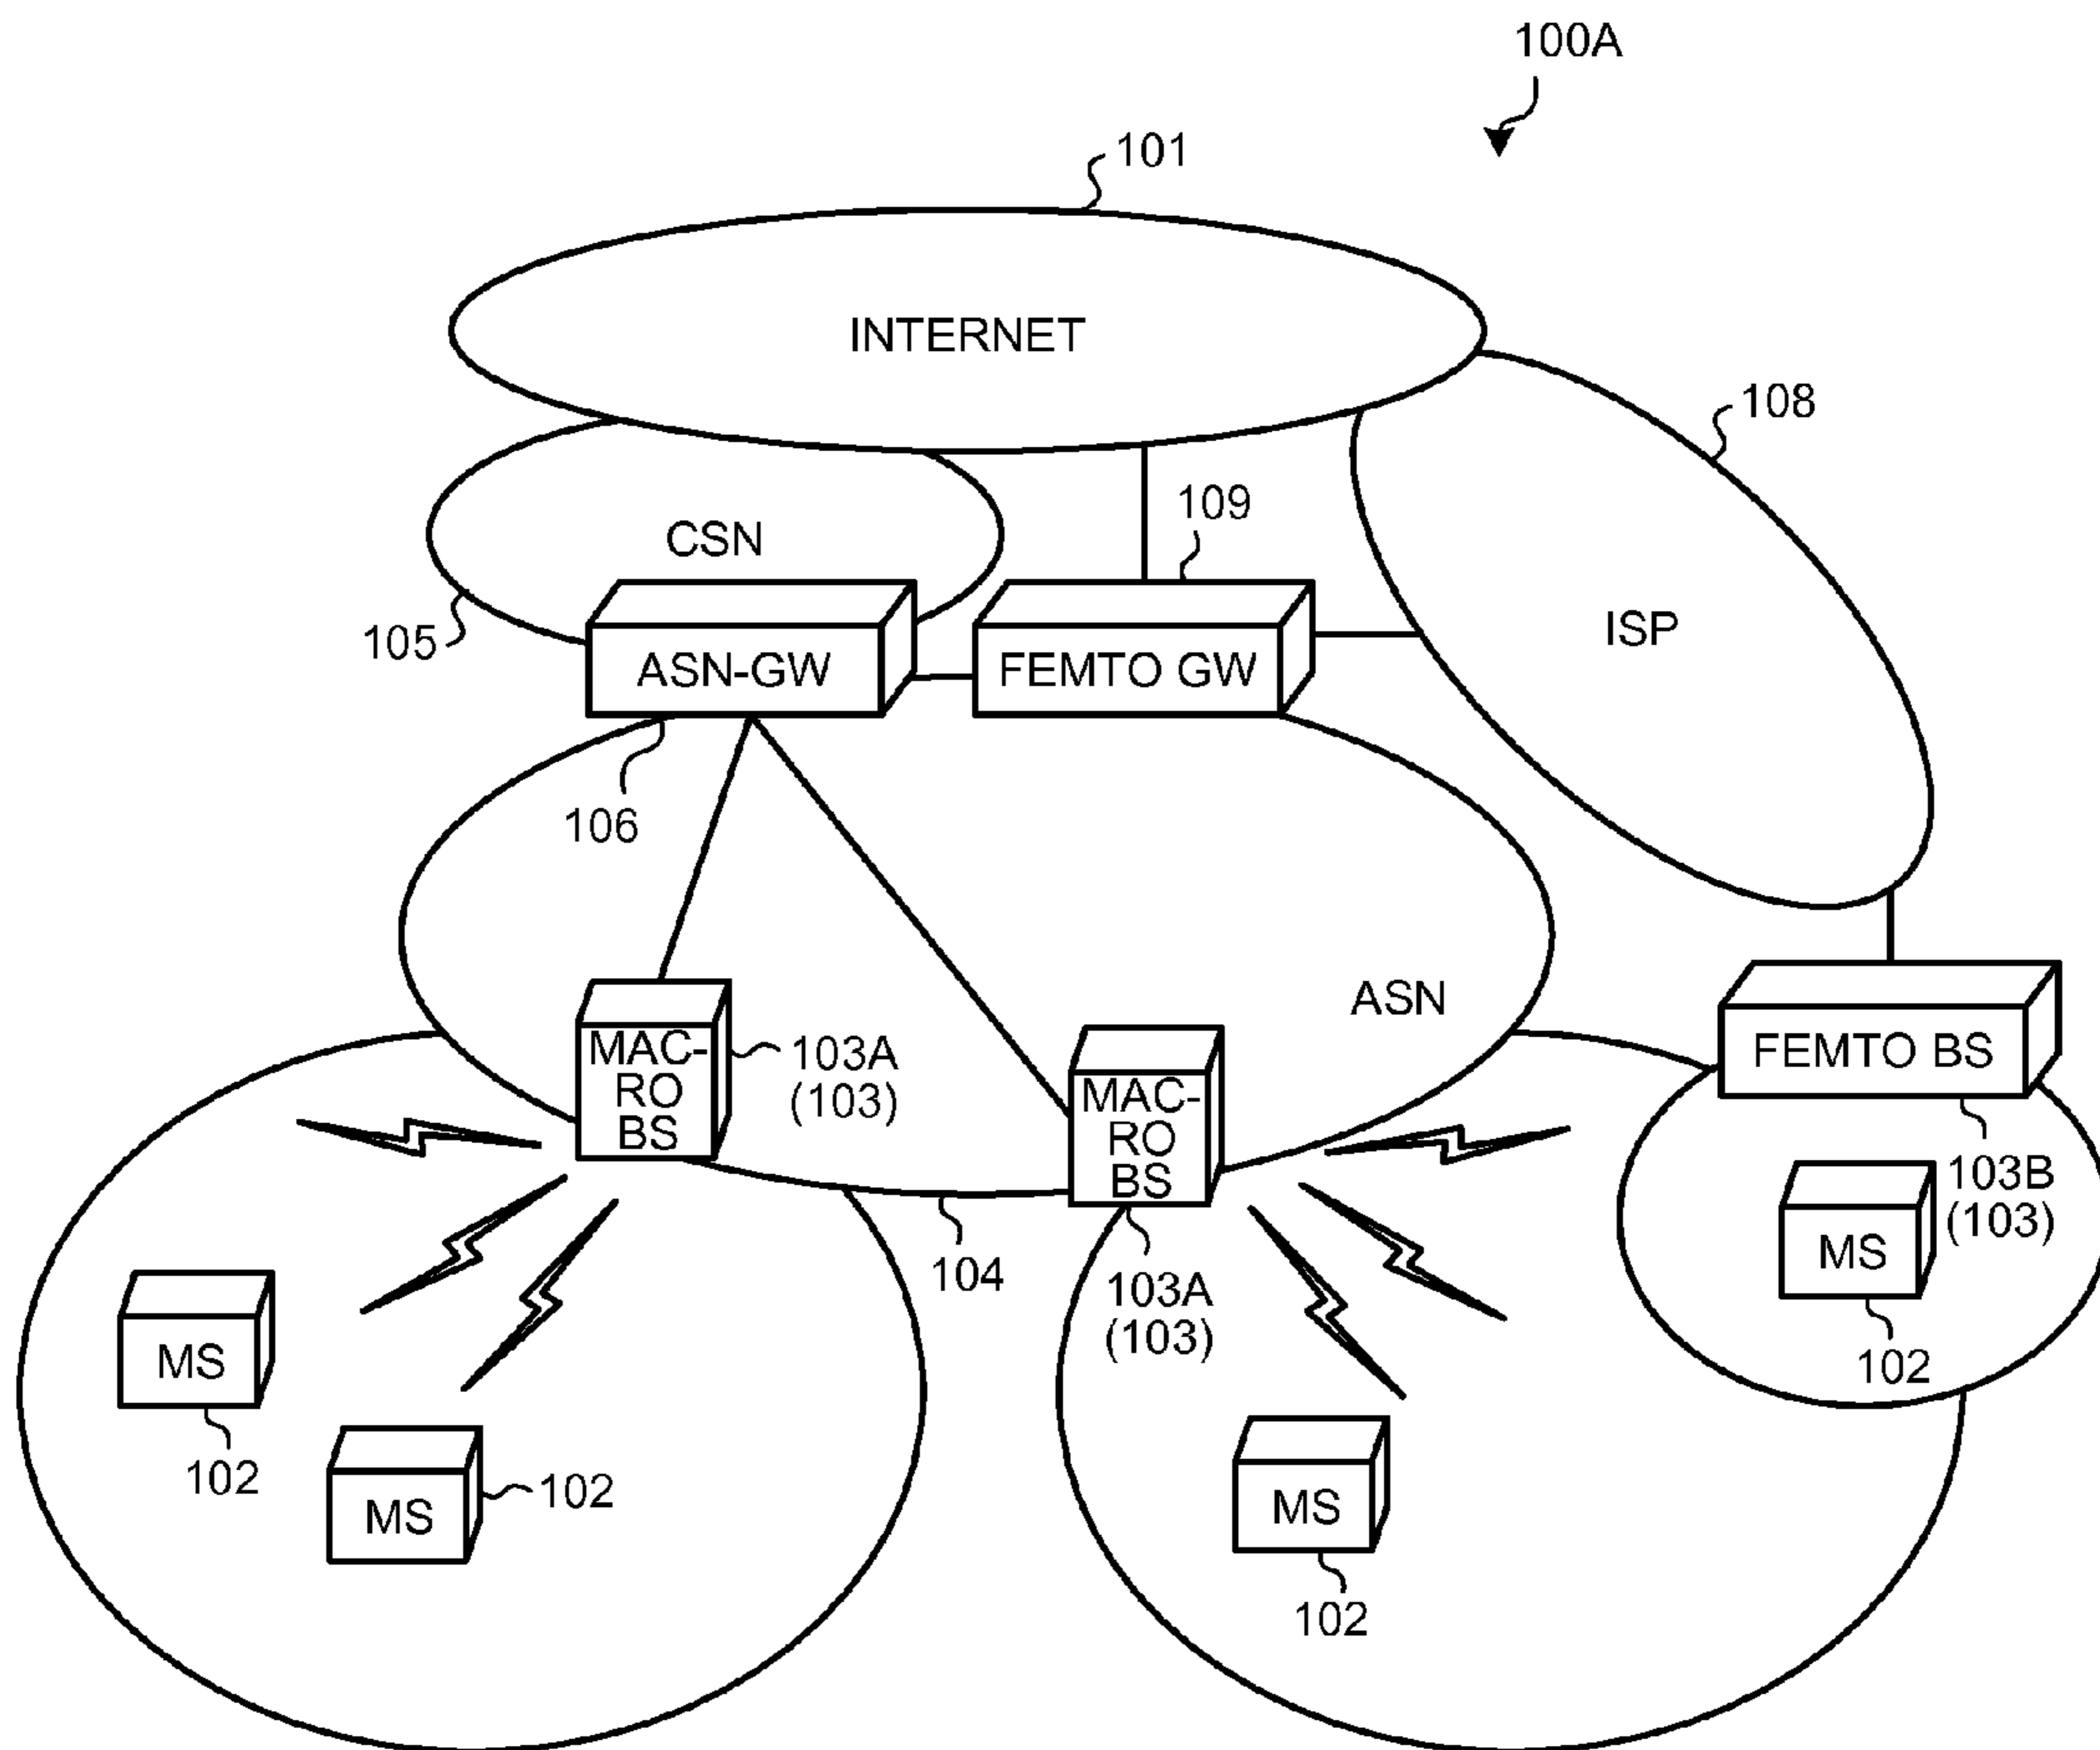 100A
101
INTERNET
108
109
CSN
ISP
105
ASN-GW
FEMTO GW
106
ASN
MAC-
RO
BS
103A
(103)
MAC-
RO
BS
FEMTO BS
103B
(103)
MS
104
103A
(103)
MS
102
102
MS
102
MS
102